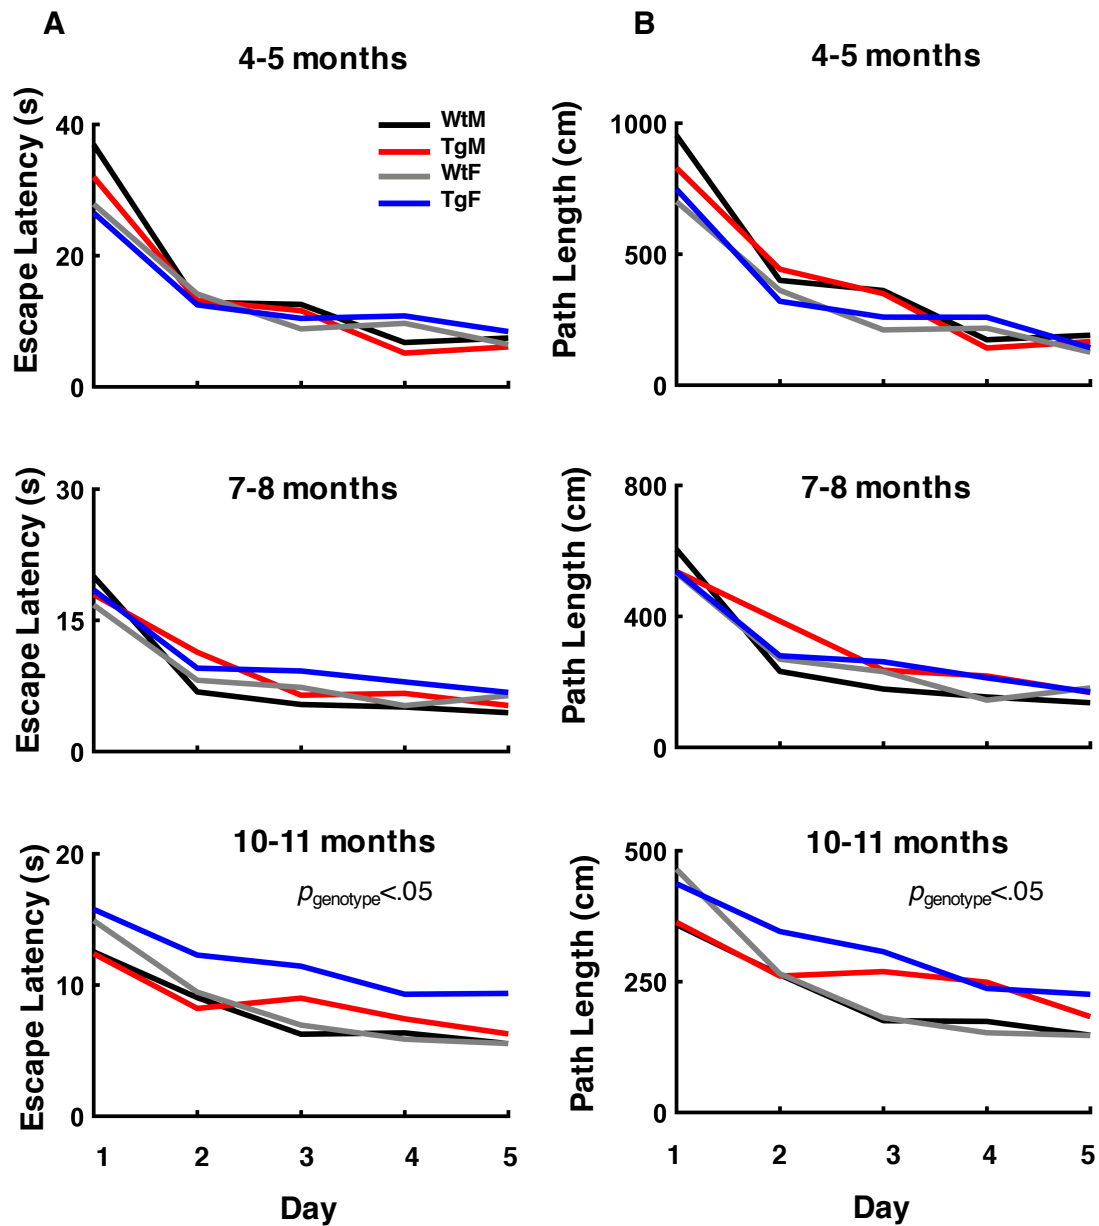 A
4-5 months
Escape Latency (s)
40
20
0
WtM
TgM
WtF
TgF
B
4-5 months
Path Length (cm)
1000
500
0
7-8 months
Escape Latency (s)
30
15
0
7-8 months
Path Length (cm)
800
400
0
10-11 months
pgenotype<.05
Escape Latency (s)
20
10
0
1 2 3 4 5
Day
10-11 months
pgenotype<.05
Path Length (cm)
500
250
0
1 2 3 4 5
Day